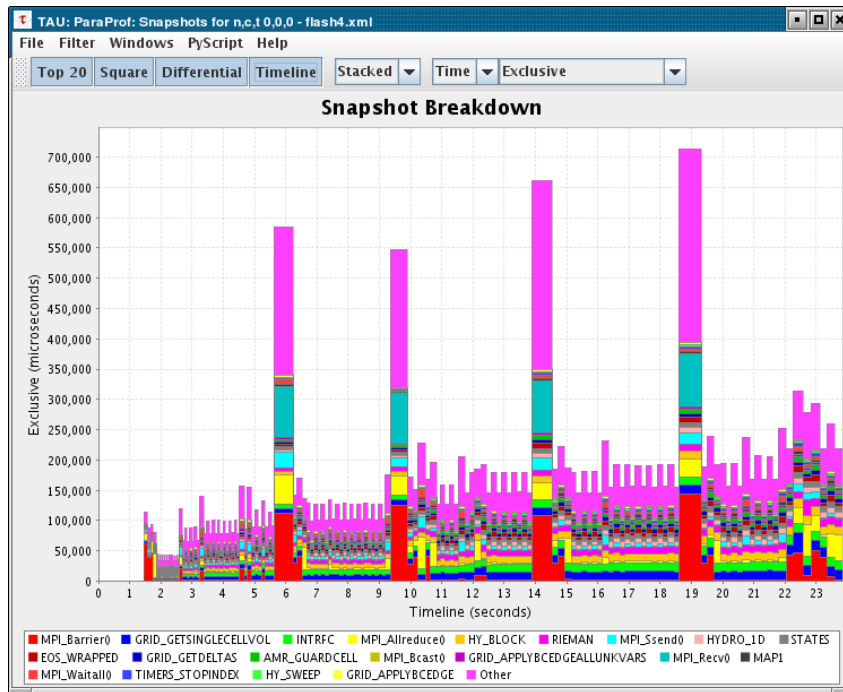 τ TAU: ParaProf: Snapshots for n,c,t 0,0,0 - flash4.xml
File Filter Windows PyScript Help
Top 20 Square Differential Timeline Stacked Time Exclusive
Snapshot Breakdown
700,000
650,000
600,000
550,000
500,000
450,000
400,000
350,000
300,000
250,000
200,000
150,000
100,000
50,000
0
Exclusive (microseconds)
0 1 2 3 4 5 6 7 8 9 10 11 12 13 14 15 16 17 18 19 20 21 22 23
Timeline (seconds)
MPI_Barrier() GRID_GETSINGLECELLVOL INTRFC MPI_Allreduce() HY_BLOCK RIEMAN MPI_Ssend() HYDRO_1D STATES
EOS_WRAPPED GRID_GETDELTAS AMR_GUARDCELL MPI_Bcast() GRID_APPLYBCEDGEALLUNKVARS MPI_Recv() MAP1
MPI_Waitall() TIMERS_STOPINDEX HY_SWEEP GRID_APPLYBCEDGE Other